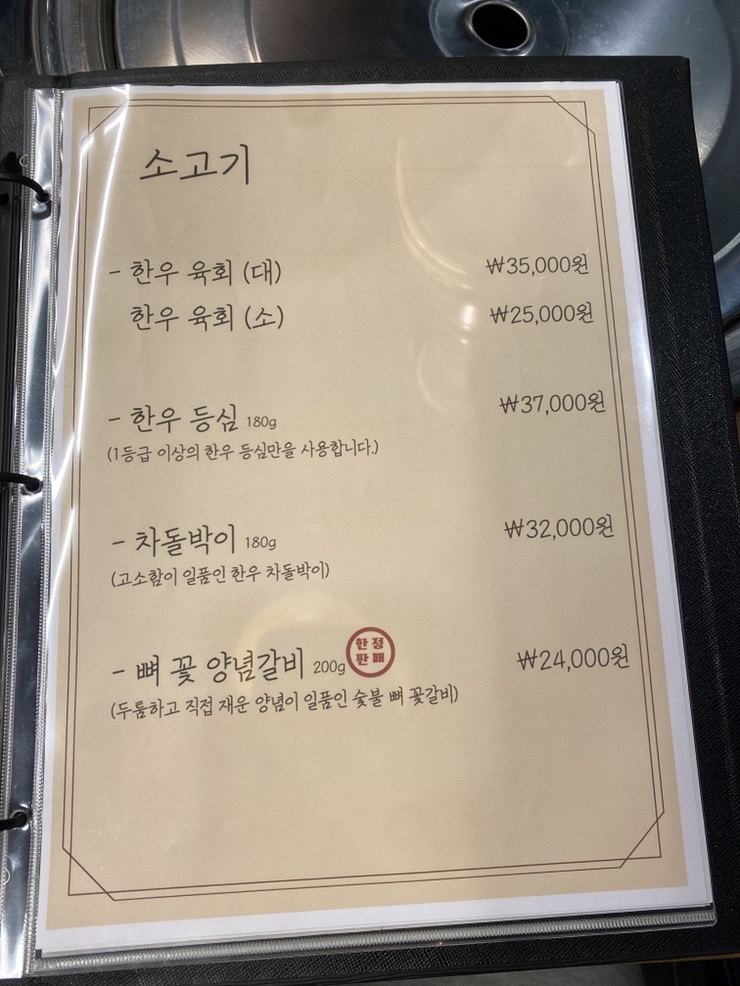 소고기
- 한우 육회 (대) ₩35,000원
한우 육회 (소) ₩25,000원
- 한우 등심 180g ₩37,000원
(1등급 이상의 한우 등심만을 사용합니다.)
- 차돌박이 180g ₩32,000원
(고소함이 일품인 한우 차돌박이)
- 뼈 꽃 양념갈비 200g 한정 판매 ₩24,000원
(두툼하고 직접 재운 양념이 일품인 숯불 뼈 꽃갈비)